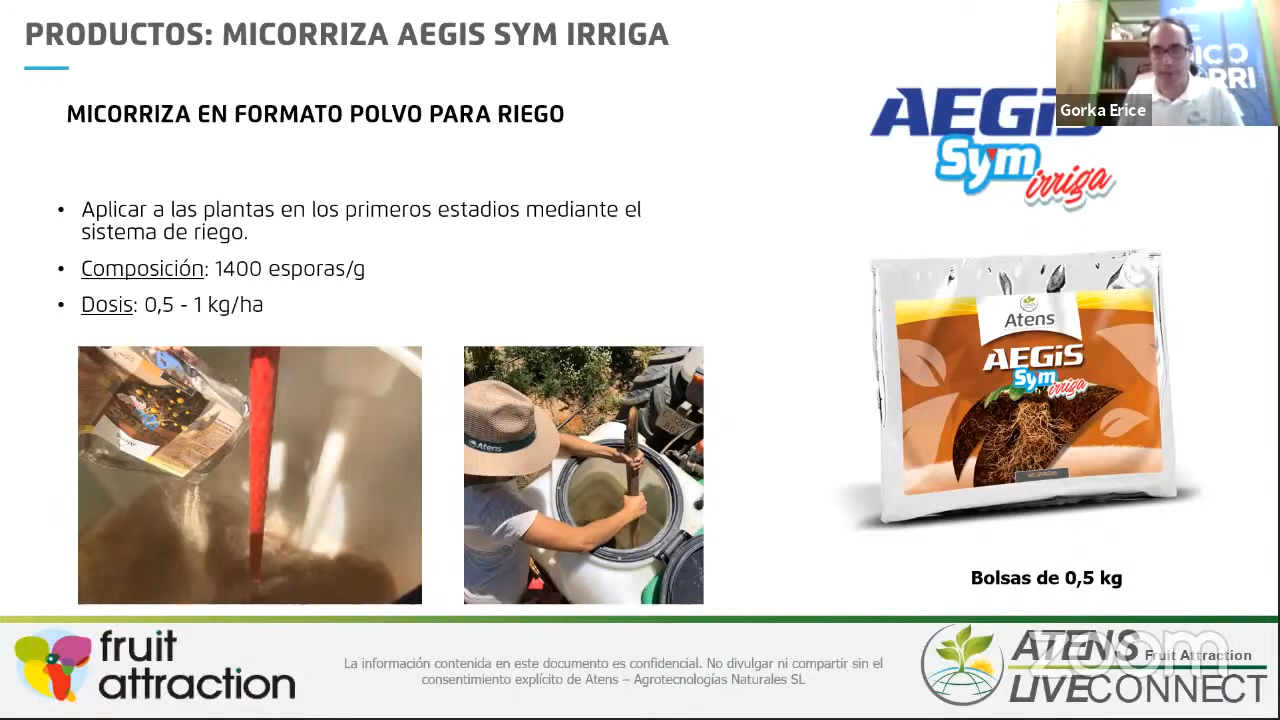 PRODUCTOS: MICORRIZA AEGIS SYM IRRIGA
Gorka Erice
MICORRIZA EN FORMATO POLVO PARA RIEGO
AEGIS
Sym
irriga
• Aplicar a las plantas en los primeros estadios mediante el
sistema de riego.
• Composición: 1400 esporas/g
• Dosis: 0,5 - 1 kg/ha
Atens
AEGIS
Sym
irriga
Atens
Atens
Bolsas de 0,5 kg
fruit
attraction
La información contenida en este documento es confidencial. No divulgar ni compartir sin el
consentimiento explícito de Atens – Agrotecnologías Naturales SL
ATENS
Fruit Attraction
LIVECONNECT
zoom